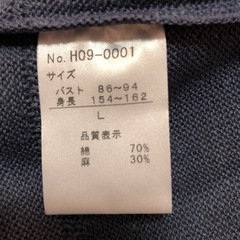 No.H09-0001
サイズ
バスト 86~94
身長 154~162
L
品質表示
綿 70%
麻 30%